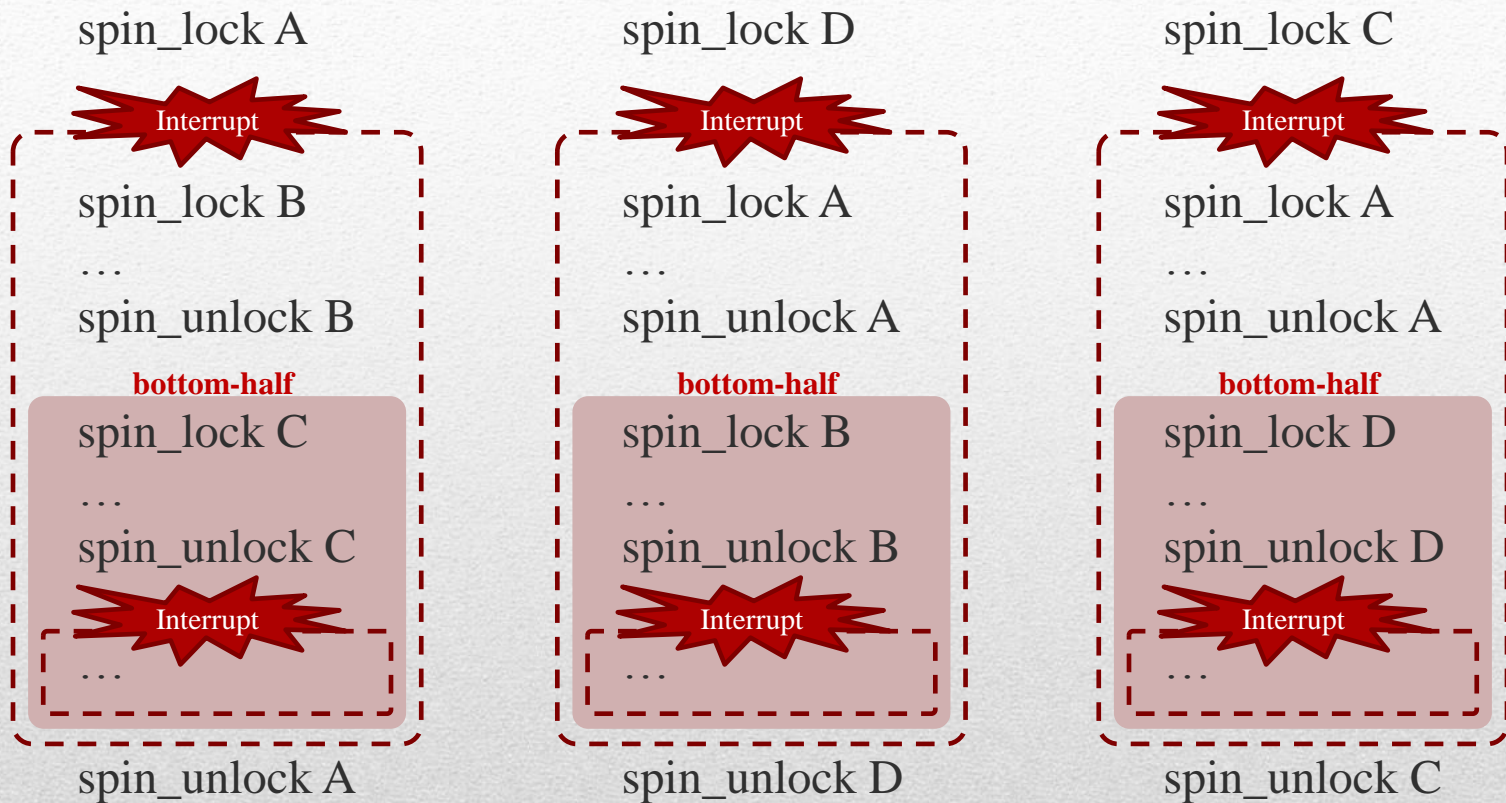 spin_lock A
Interrupt
spin_lock B
…
spin_unlock B
bottom-half
spin_lock C
…
spin_unlock C
Interrupt
…
spin_unlock A
spin_lock D
Interrupt
spin_lock A
…
spin_unlock A
bottom-half
spin_lock B
…
spin_unlock B
Interrupt
…
spin_unlock D
spin_lock C
Interrupt
spin_lock A
…
spin_unlock A
bottom-half
spin_lock D
…
spin_unlock D
Interrupt
…
spin_unlock C